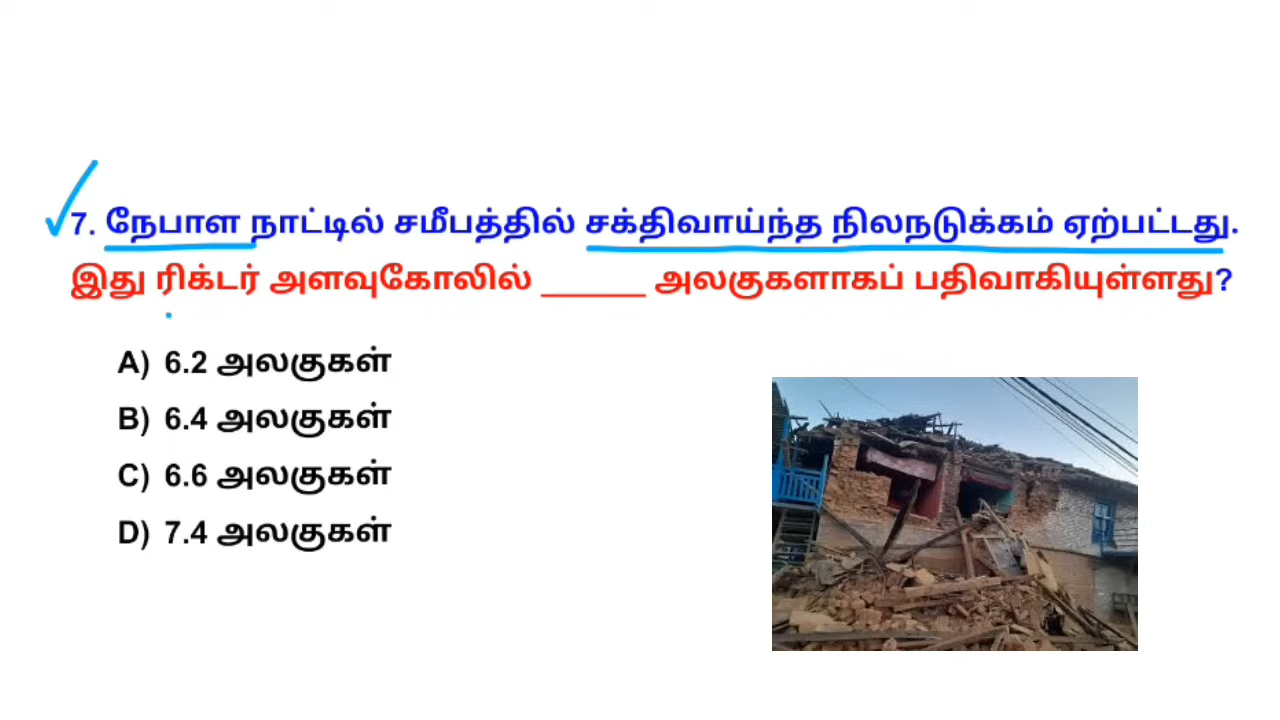 7. நேபாள நாட்டில் சமீபத்தில் சக்திவாய்ந்த நிலநடுக்கம் ஏற்பட்டது.
இது ரிக்டர் அளவுகோலில் ______ அலகுகளாகப் பதிவாகியுள்ளது?
A) 6.2 அலகுகள்
B) 6.4 அலகுகள்
C) 6.6 அலகுகள்
D) 7.4 அலகுகள்